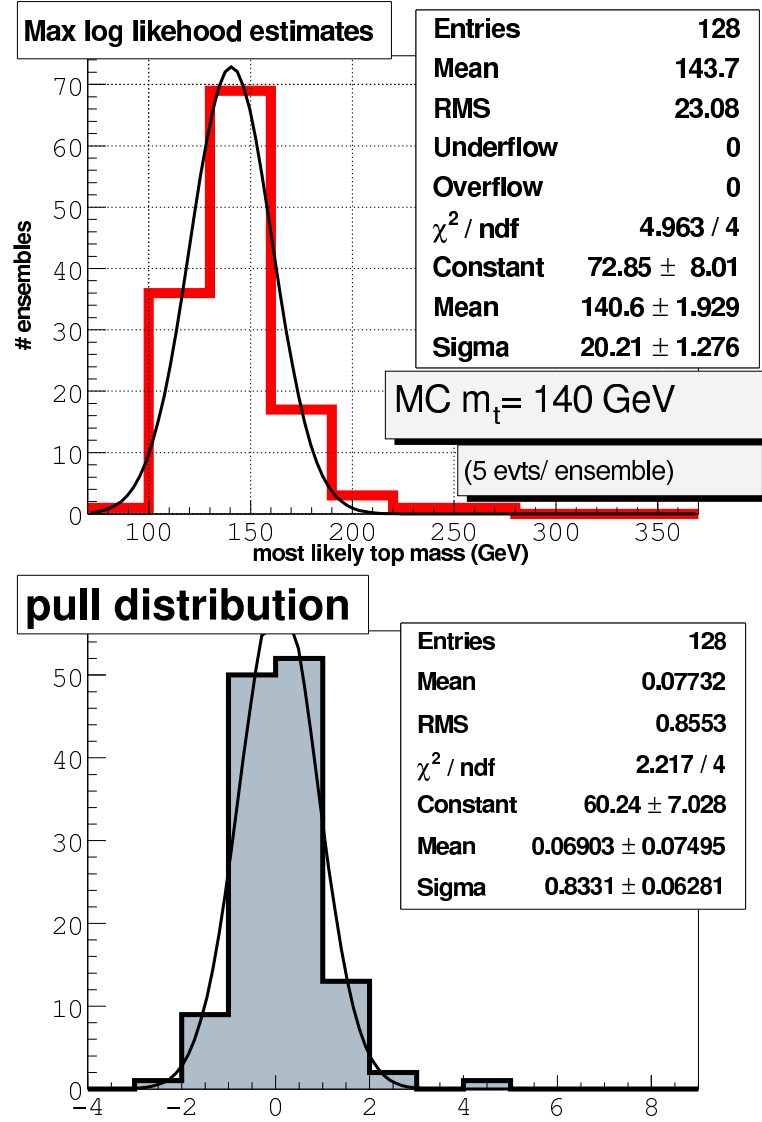 Max log likehood estimates
Entries 128
Mean 143.7
RMS 23.08
Underflow 0
Overflow 0
χ² / ndf 4.963 / 4
Constant 72.85 ± 8.01
Mean 140.6 ± 1.929
Sigma 20.21 ± 1.276
MC mt= 140 GeV
(5 evts/ ensemble)
# ensembles
70
60
50
40
30
20
10
0
100 150 200 250 300 350
most likely top mass (GeV)
pull distribution
Entries 128
Mean 0.07732
RMS 0.8553
χ² / ndf 2.217 / 4
Constant 60.24 ± 7.028
Mean 0.06903 ± 0.07495
Sigma 0.8331 ± 0.06281
50
40
30
20
10
0
-4 -2 0 2 4 6 8